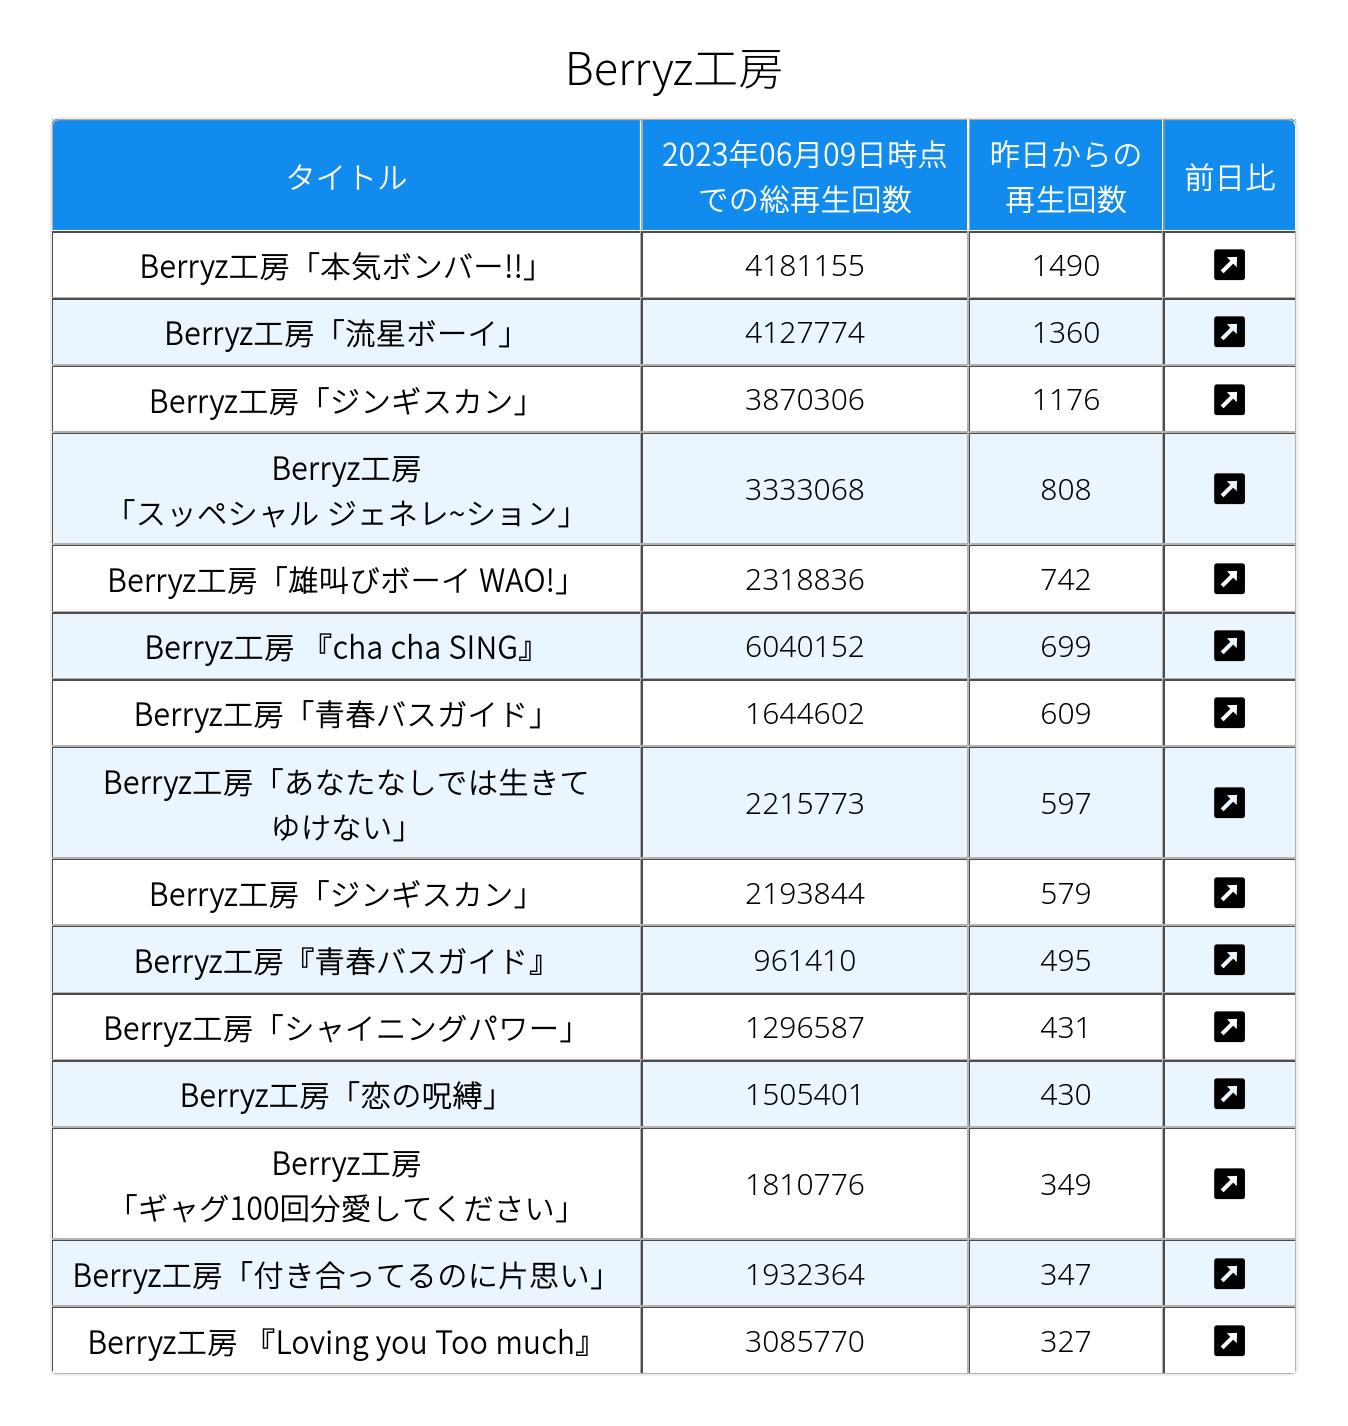 Berryz工房
タイトル
2023年06月09日時点
での総再生回数
昨日からの
再生回数
前日比
Berryz工房「本気ボンバー!!」 4181155 1490
Berryz工房「流星ボーイ」 4127774 1360
Berryz工房「ジンギスカン」 3870306 1176
Berryz工房
「スッペシャル ジェネレ~ション」 3333068 808
Berryz工房「雄叫びボーイ WAO!」 2318836 742
Berryz工房 『cha cha SING』 6040152 699
Berryz工房「青春バスガイド」 1644602 609
Berryz工房「あなたなしでは生きて
ゆけない」 2215773 597
Berryz工房「ジンギスカン」 2193844 579
Berryz工房『青春バスガイド』 961410 495
Berryz工房「シャイニングパワー」 1296587 431
Berryz工房「恋の呪縛」 1505401 430
Berryz工房
「ギャグ100回分愛してください」 1810776 349
Berryz工房「付き合ってるのに片思い」 1932364 347
Berryz工房 『Loving you Too much』 3085770 327